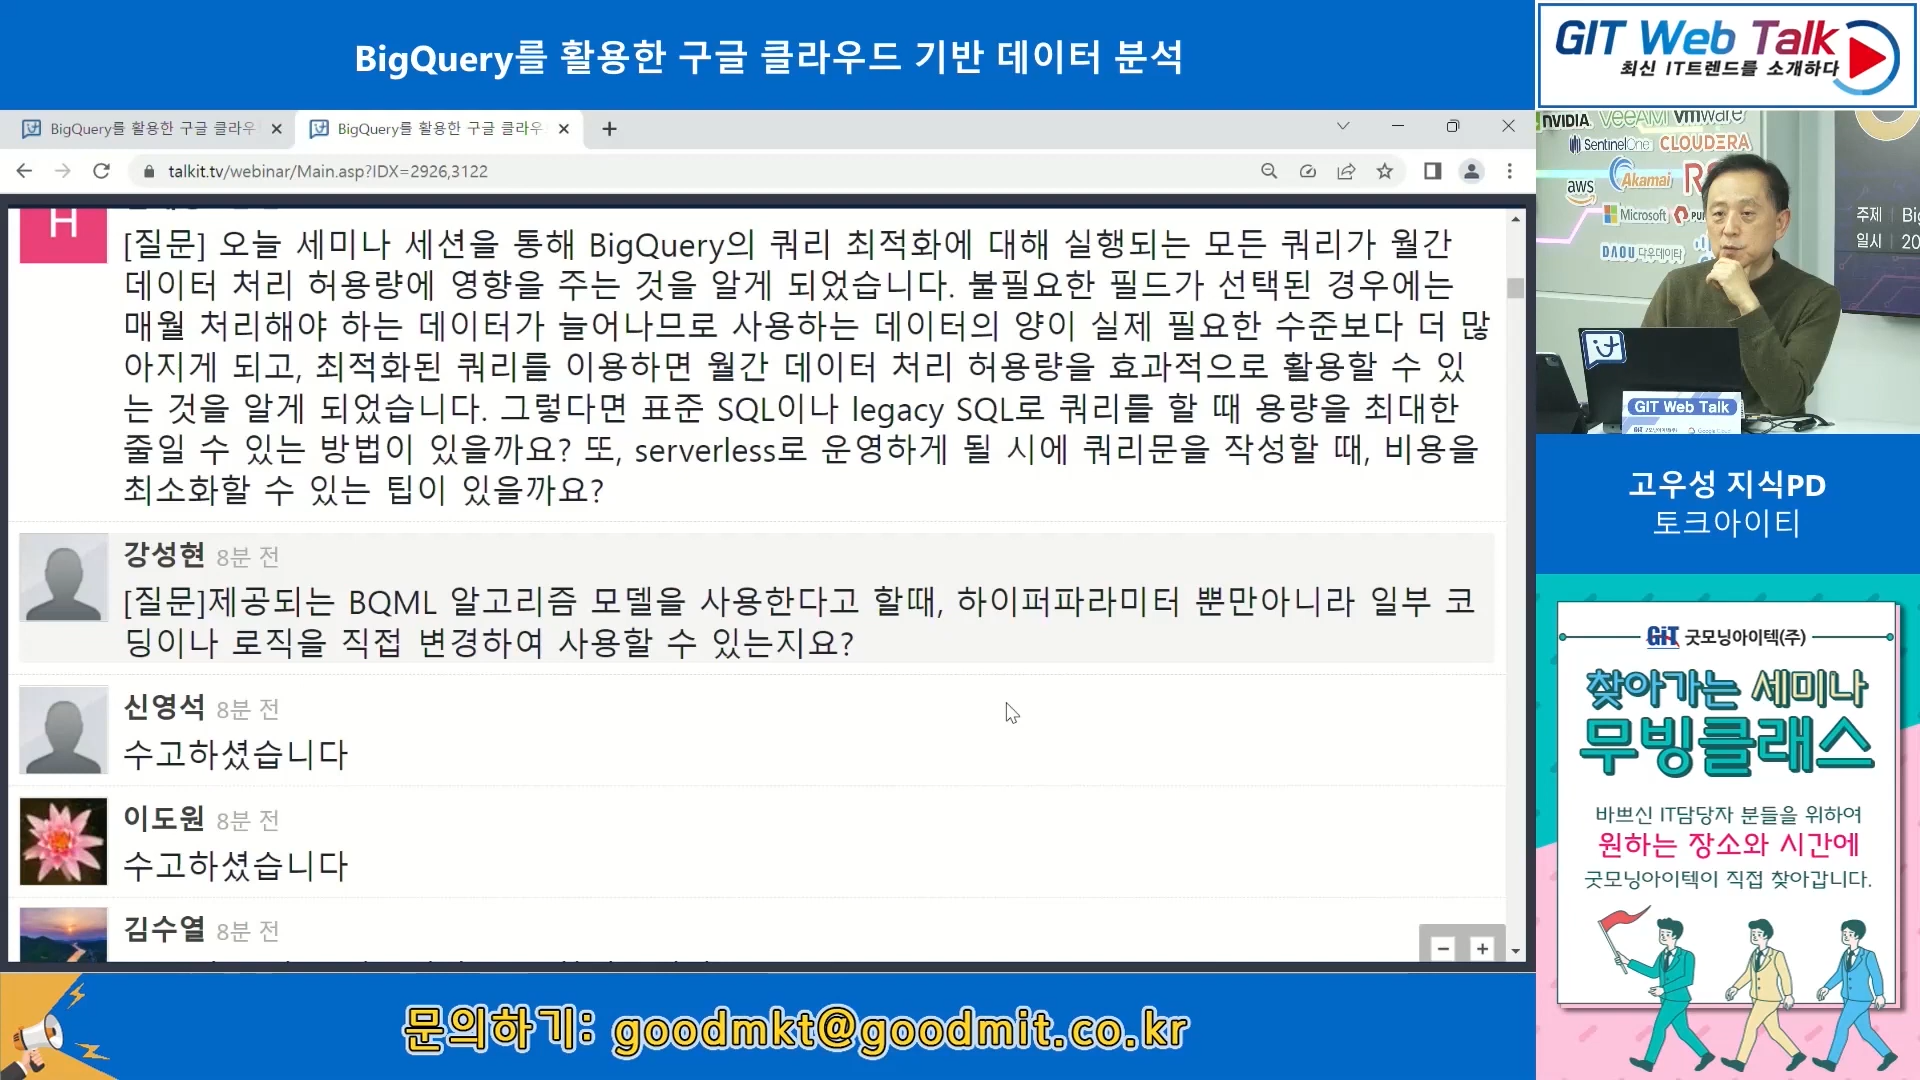 BigQuery를 활용한 구글 클라우드 기반 데이터 분석
GIT Web Talk
최신 IT트렌드를 소개하다
BigQuery를 활용한 구글 클라우
BigQuery를 활용한 구글 클라우
talkit.tv/webinar/Main.asp?IDX=2926,3122
H
[질문] 오늘 세미나 세션을 통해 BigQuery의 쿼리 최적화에 대해 실행되는 모든 쿼리가 월간
데이터 처리 허용량에 영향을 주는 것을 알게 되었습니다. 불필요한 필드가 선택된 경우에는
매월 처리해야 하는 데이터가 늘어나므로 사용하는 데이터의 양이 실제 필요한 수준보다 더 많
아지게 되고, 최적화된 쿼리를 이용하면 월간 데이터 처리 허용량을 효과적으로 활용할 수 있
는 것을 알게 되었습니다. 그렇다면 표준 SQL이나 legacy SQL로 쿼리를 할 때 용량을 최대한
줄일 수 있는 방법이 있을까요? 또, serverless로 운영하게 될 시에 쿼리문을 작성할 때, 비용을
최소화할 수 있는 팁이 있을까요?
강성현 8분 전
[질문]제공되는 BQML 알고리즘 모델을 사용한다고 할때, 하이퍼파라미터 뿐만아니라 일부 코
딩이나 로직을 직접 변경하여 사용할 수 있는지요?
신영석 8분 전
수고하셨습니다
이도원 8분 전
수고하셨습니다
김수열 8분 전
문의하기: goodmkt@goodmit.co.kr
NVIDIA veeAM vmware
SentinelOne CLOUDERA
aws Akamai
Microsoft
DAOU 다우데이타
주제
일시 20
GIT Web Talk
고우성 지식PD
토크아이티
GiT 굿모닝아이텍(주)
찾아가는 세미나
무빙클래스
바쁘신 IT담당자 분들을 위하여
원하는 장소와 시간에
굿모닝아이텍이 직접 찾아갑니다.